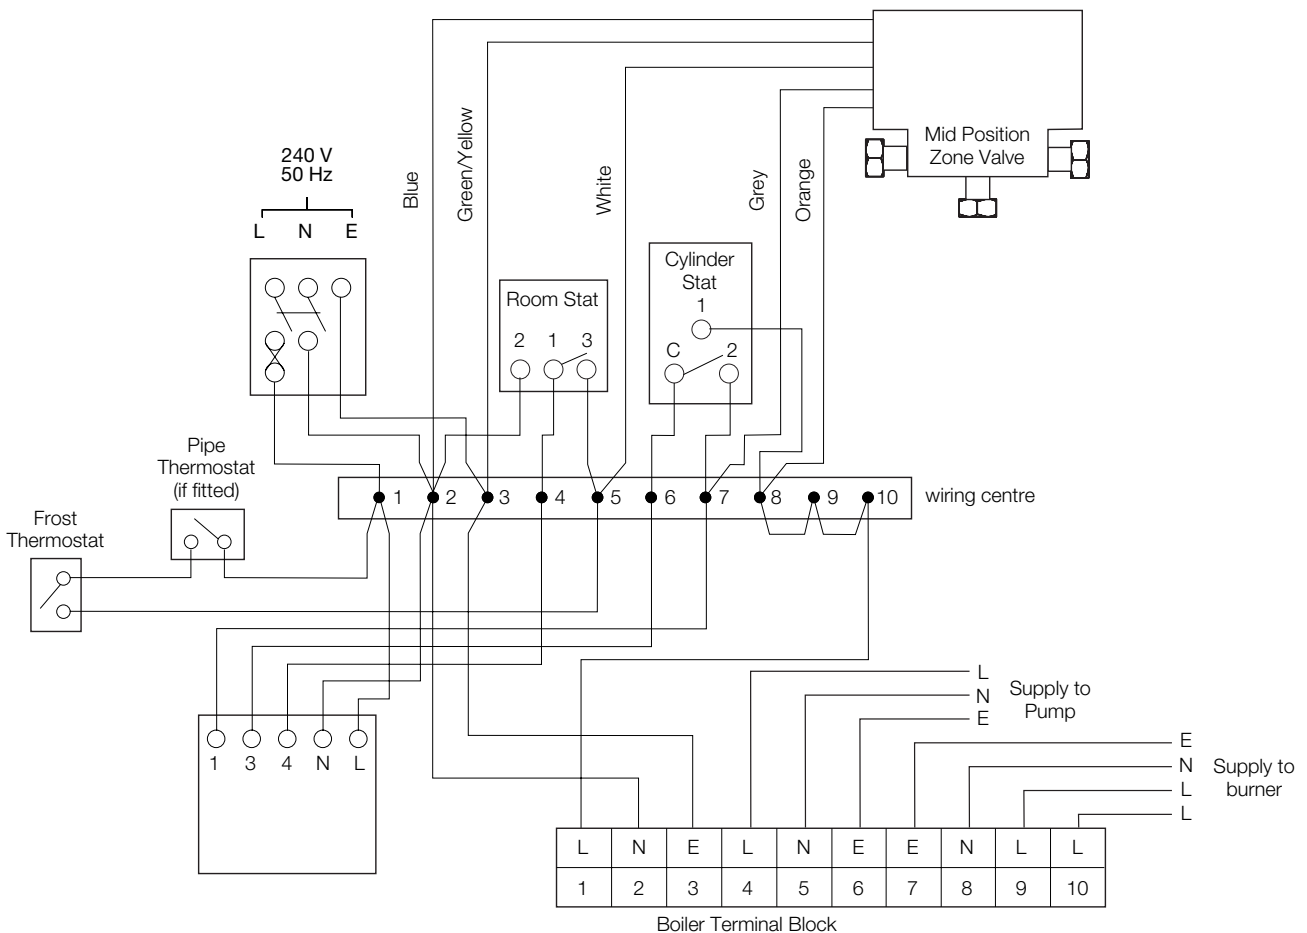 Mid Position
Zone Valve
240 V
50 Hz
L N E
Blue
Green/Yellow
White
Grey
Orange
Room Stat
2 1 3
Cylinder
Stat
1
C 2
Pipe
Thermostat
(if fitted)
Frost
Thermostat
1 2 3 4 5 6 7 8 9 10
wiring centre
1 3 4 N L
L
N
E
Supply to
Pump
E
N
L
L
Supply to
burner
L N E L N E E N L L
1 2 3 4 5 6 7 8 9 10
Boiler Terminal Block